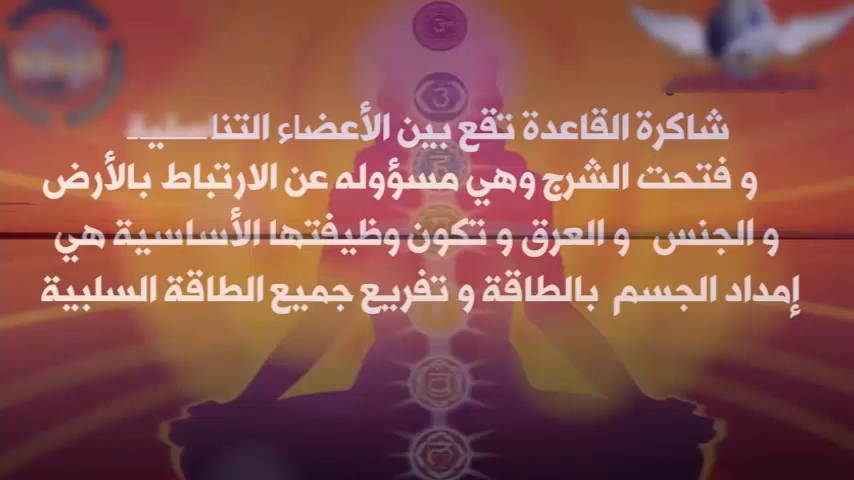 شاكرة القاعدة تقع بين الأعضاء التناسلية
و فتحت الشرج وهي مسؤوله عن الارتباط بالأرض
و الجنس و العرق و تكون وظيفتها الأساسية هي
إمداد الجسم بالطاقة و تفريع جميع الطاقة السلبية